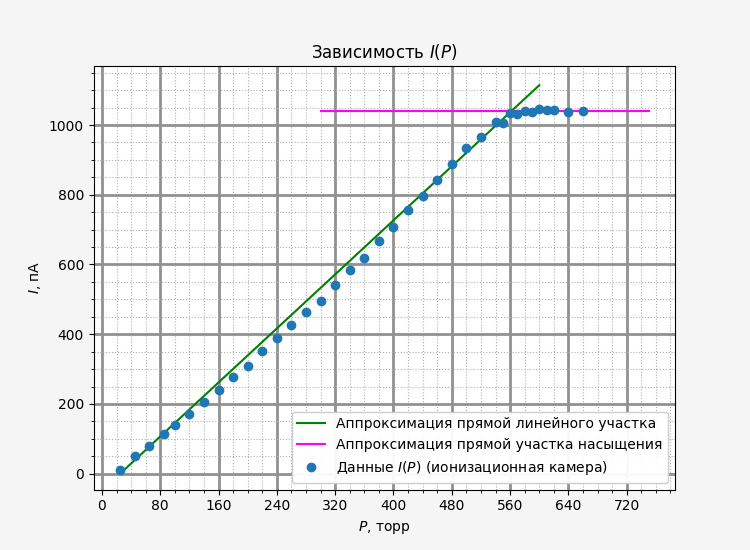 Зависимость I(P)
I, пА
1000
800
600
400
200
0
Аппроксимация прямой линейного участка
Аппроксимация прямой участка насыщения
Данные I(P) (ионизационная камера)
0 80 160 240 320 400 480 560 640 720
P, торр